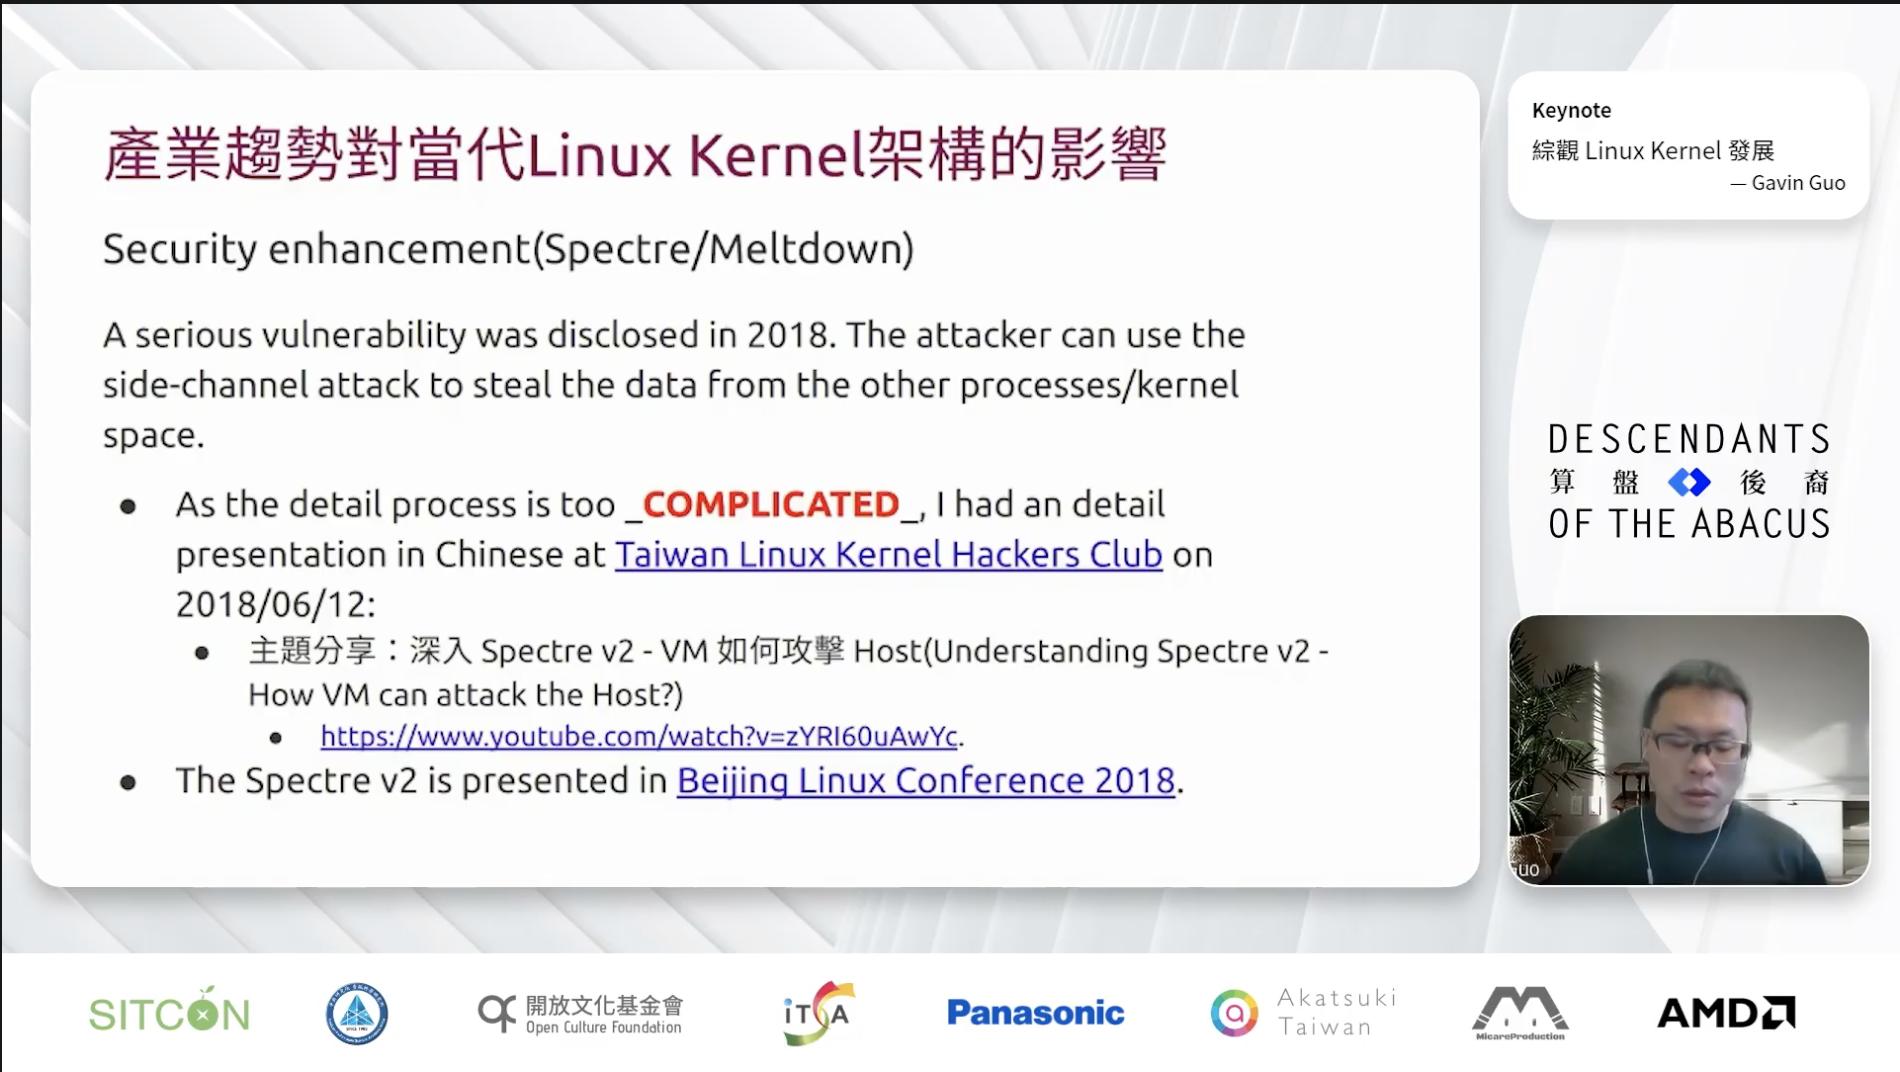 產業趨勢對當代Linux Kernel架構的影響
Security enhancement(Spectre/Meltdown)
A serious vulnerability was disclosed in 2018. The attacker can use the
side-channel attack to steal the data from the other processes/kernel
space.
● As the detail process is too _COMPLICATED_, I had an detail
presentation in Chinese at Taiwan Linux Kernel Hackers Club on
2018/06/12:
● 主題分享：深入 Spectre v2 - VM 如何攻擊 Host(Understanding Spectre v2 -
How VM can attack the Host?)
● https://www.youtube.com/watch?v=zYRI60uAwYc.
● The Spectre v2 is presented in Beijing Linux Conference 2018.
Keynote
綜觀 Linux Kernel 發展
— Gavin Guo
DESCENDANTS
算盤後裔
OF THE ABACUS
Guo
SITCON
開放文化基金會
Open Culture Foundation
iTSA
Panasonic
Akatsuki
Taiwan
MicareProduction
AMD